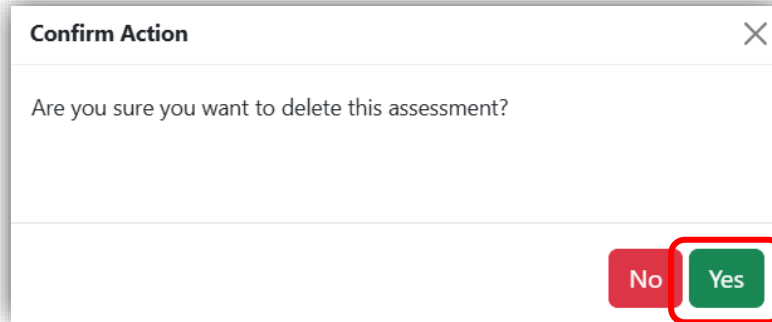 Confirm Action
Are you sure you want to delete this assessment?
No Yes